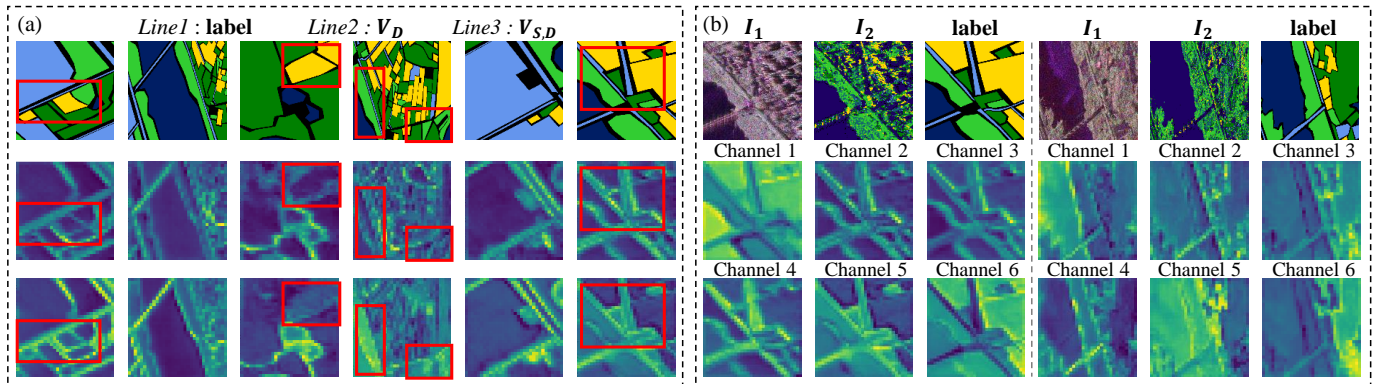 (a) Line1 : label Line2 : V_D Line3 : V_S,D
(b) I_1 I_2 label I_1 I_2 label
Channel 1 Channel 2 Channel 3 Channel 1 Channel 2 Channel 3
Channel 4 Channel 5 Channel 6 Channel 4 Channel 5 Channel 6